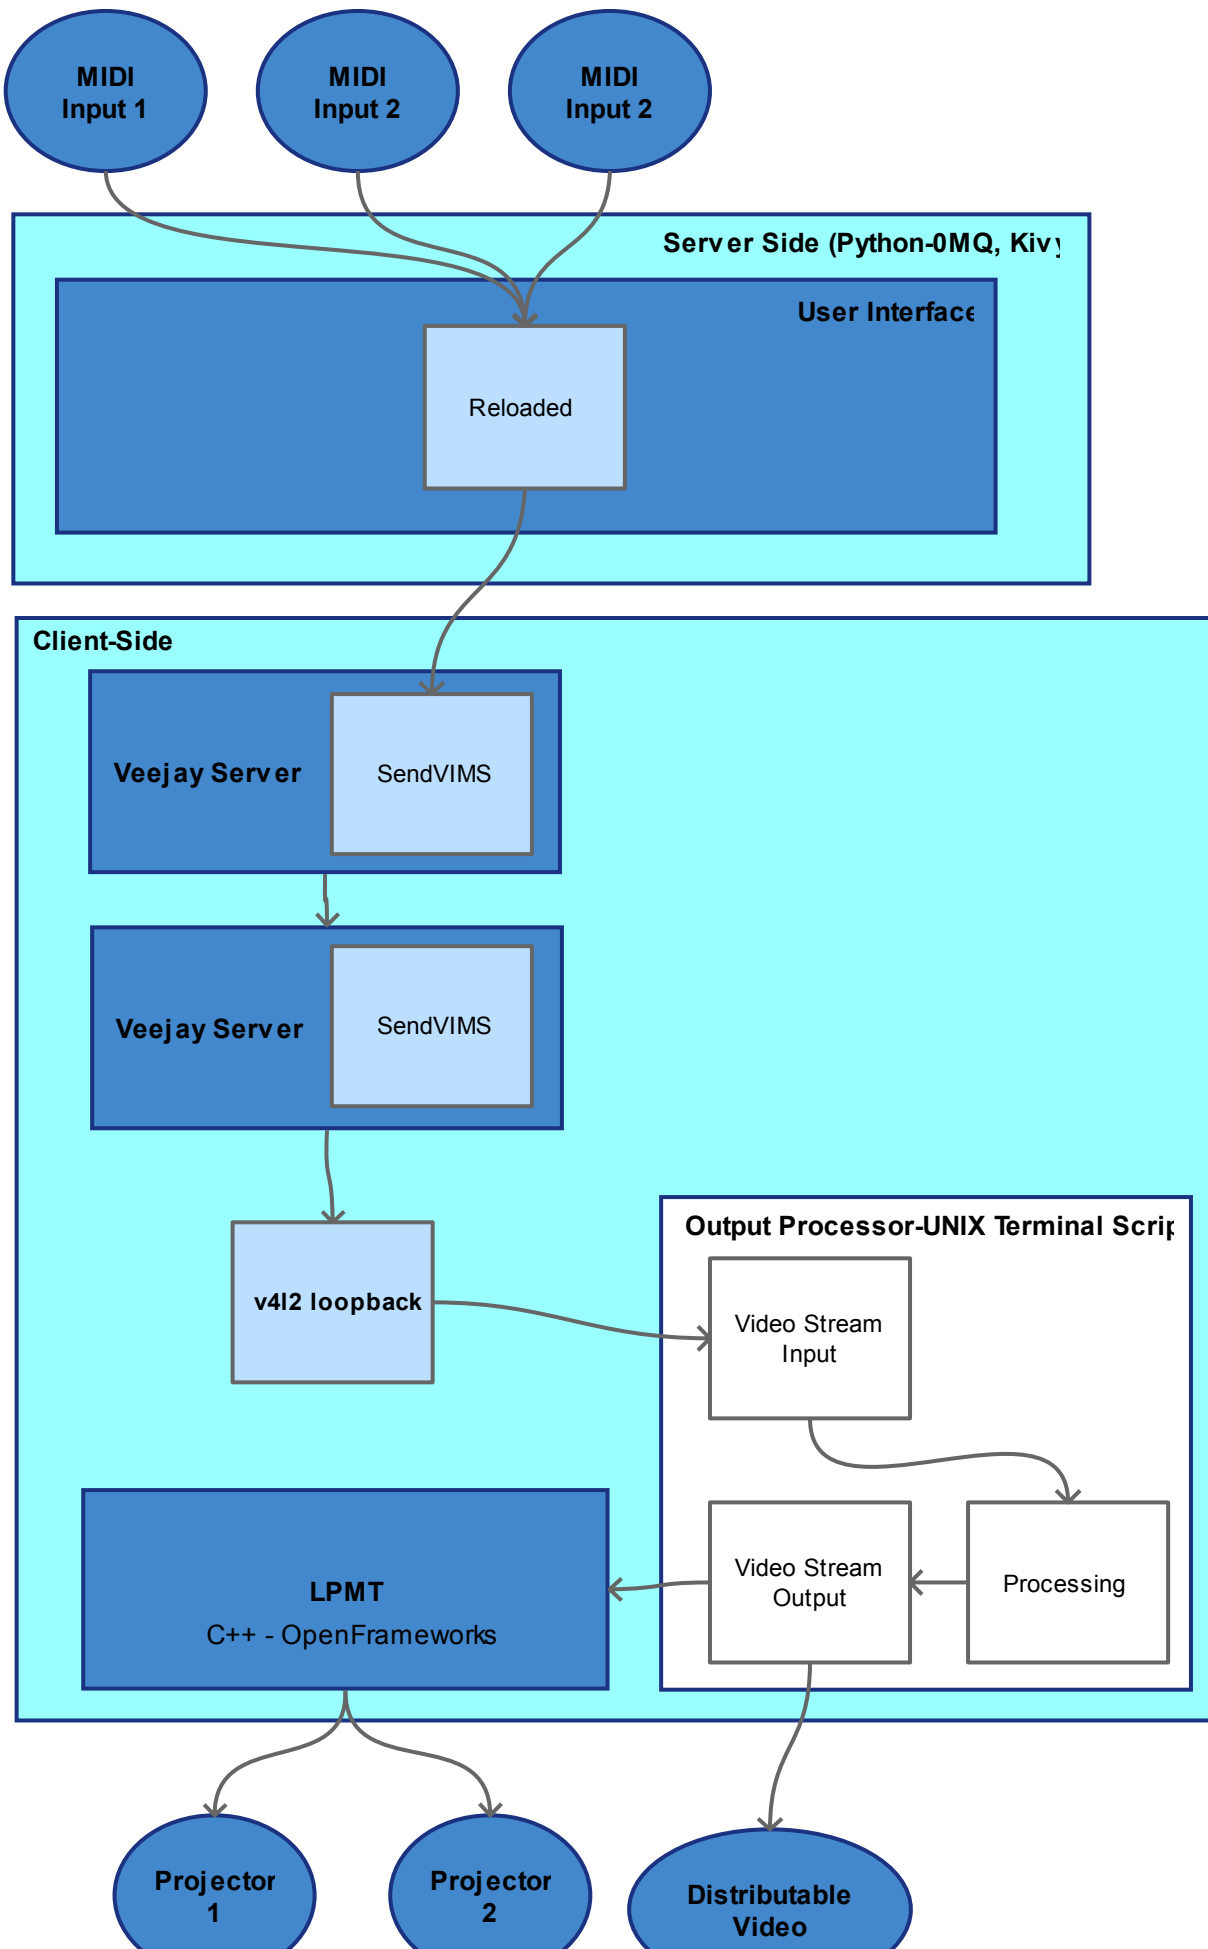 MIDI
Input 1
MIDI
Input 2
MIDI
Input 2
Server Side (Python-0MQ, Kivy
User Interface
Reloaded
Client-Side
Veejay Server
SendVIMS
Veejay Server
SendVIMS
Output Processor-UNIX Terminal Scrip
v4l2 loopback
Video Stream
Input
LPMT
C++ - OpenFrameworks
Video Stream
Output
Processing
Projector
1
Projector
2
Distributable
Video